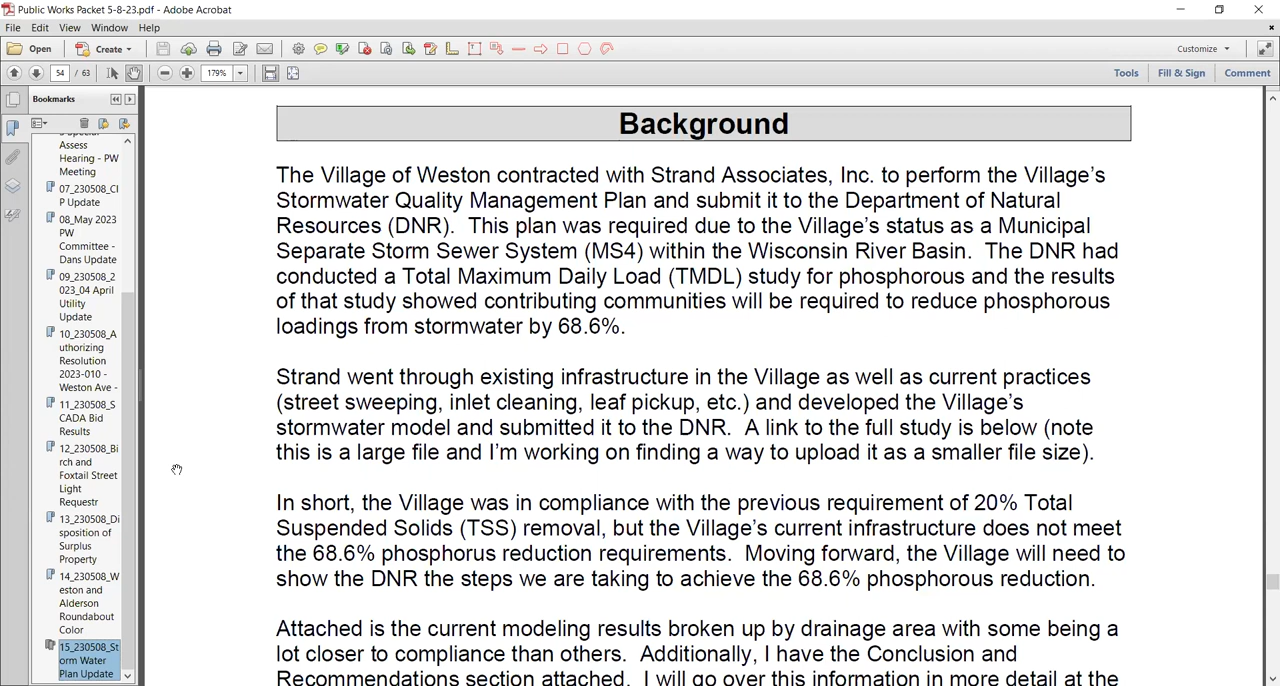 Public Works Packet 5-8-23.pdf - Adobe Acrobat
File Edit View Window Help
Open Create Customize
54 / 63 179% Tools Fill & Sign Comment
Bookmarks
Assess
Hearing - PW
Meeting
07_230508_CI
P Update
08_May 2023
PW
Committee -
Dans Update
09_230508_2
023_04 April
Utility
Update
10_230508_A
uthorizing
Resolution
2023-010 -
Weston Ave -
11_230508_S
CADA Bid
Results
12_230508_Bi
rch and
Foxtail Street
Light
Requestr
13_230508_Di
sposition of
Surplus
Property
14_230508_W
eston and
Alderson
Roundabout
Color
15_230508_St
orm Water
Plan Update
Background
The Village of Weston contracted with Strand Associates, Inc. to perform the Village's
Stormwater Quality Management Plan and submit it to the Department of Natural
Resources (DNR). This plan was required due to the Village's status as a Municipal
Separate Storm Sewer System (MS4) within the Wisconsin River Basin. The DNR had
conducted a Total Maximum Daily Load (TMDL) study for phosphorous and the results
of that study showed contributing communities will be required to reduce phosphorous
loadings from stormwater by 68.6%.
Strand went through existing infrastructure in the Village as well as current practices
(street sweeping, inlet cleaning, leaf pickup, etc.) and developed the Village's
stormwater model and submitted it to the DNR. A link to the full study is below (note
this is a large file and I'm working on finding a way to upload it as a smaller file size).
In short, the Village was in compliance with the previous requirement of 20% Total
Suspended Solids (TSS) removal, but the Village's current infrastructure does not meet
the 68.6% phosphorus reduction requirements. Moving forward, the Village will need to
show the DNR the steps we are taking to achieve the 68.6% phosphorous reduction.
Attached is the current modeling results broken up by drainage area with some being a
lot closer to compliance than others. Additionally, I have the Conclusion and
Recommendations section attached. I will go over this information in more detail at the